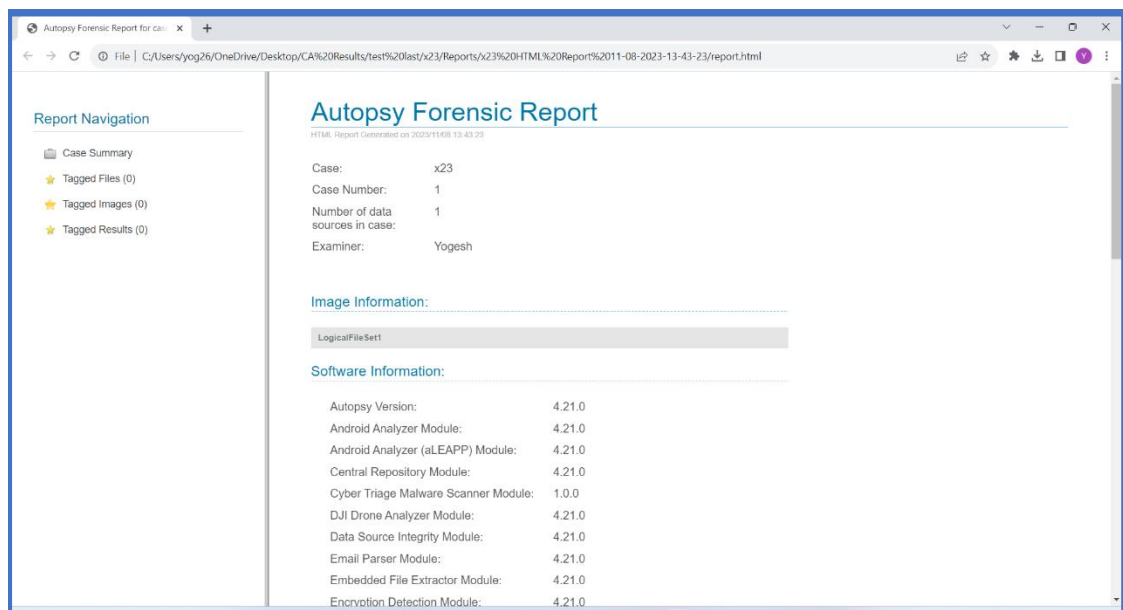 Autopsy Forensic Report for cas
File | C:/Users/yog26/OneDrive/Desktop/CA%20Results/test%20last/x23/Reports/x23%20HTML%20Report%2011-08-2023-13-43-23/report.html
Y
Report Navigation
Case Summary
Tagged Files (0)
Tagged Images (0)
Tagged Results (0)
Autopsy Forensic Report
HTML Report Generated on 2023/11/08 13:43:23
Case: x23
Case Number: 1
Number of data
sources in case: 1
Examiner: Yogesh
Image Information:
LogicalFileSet1
Software Information:
Autopsy Version: 4.21.0
Android Analyzer Module: 4.21.0
Android Analyzer (aLEAPP) Module: 4.21.0
Central Repository Module: 4.21.0
Cyber Triage Malware Scanner Module: 1.0.0
DJI Drone Analyzer Module: 4.21.0
Data Source Integrity Module: 4.21.0
Email Parser Module: 4.21.0
Embedded File Extractor Module: 4.21.0
Encryption Detection Module: 4.21.0